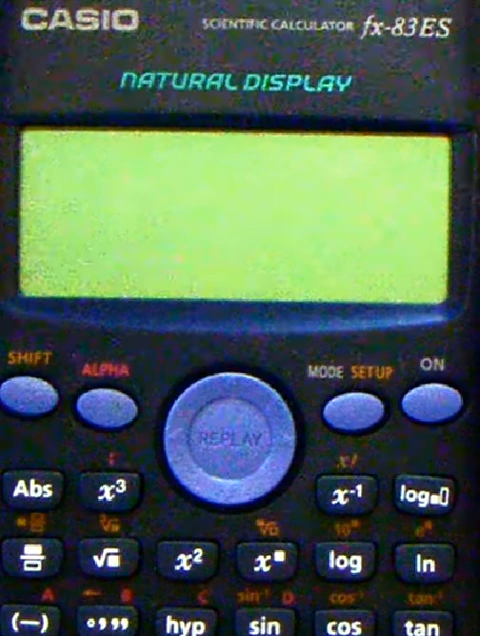 CASIO SCIENTIFIC CALCULATOR fx-83ES
NATURAL DISPLAY
SHIFT ALPHA MODE SETUP ON
REPLAY
x!
Abs x³ x⁻¹ log
√ x² x log ln
A B C sin⁻¹ D cos⁻¹ tan⁻¹
(−) hyp sin cos tan